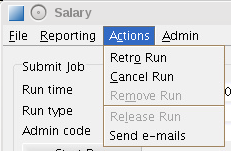 Salary
File Reporting Actions Admin
Submit Job
Retro Run
Run time
Cancel Run
Remove Run
Run type
Release Run
Admin code
Send e-mails